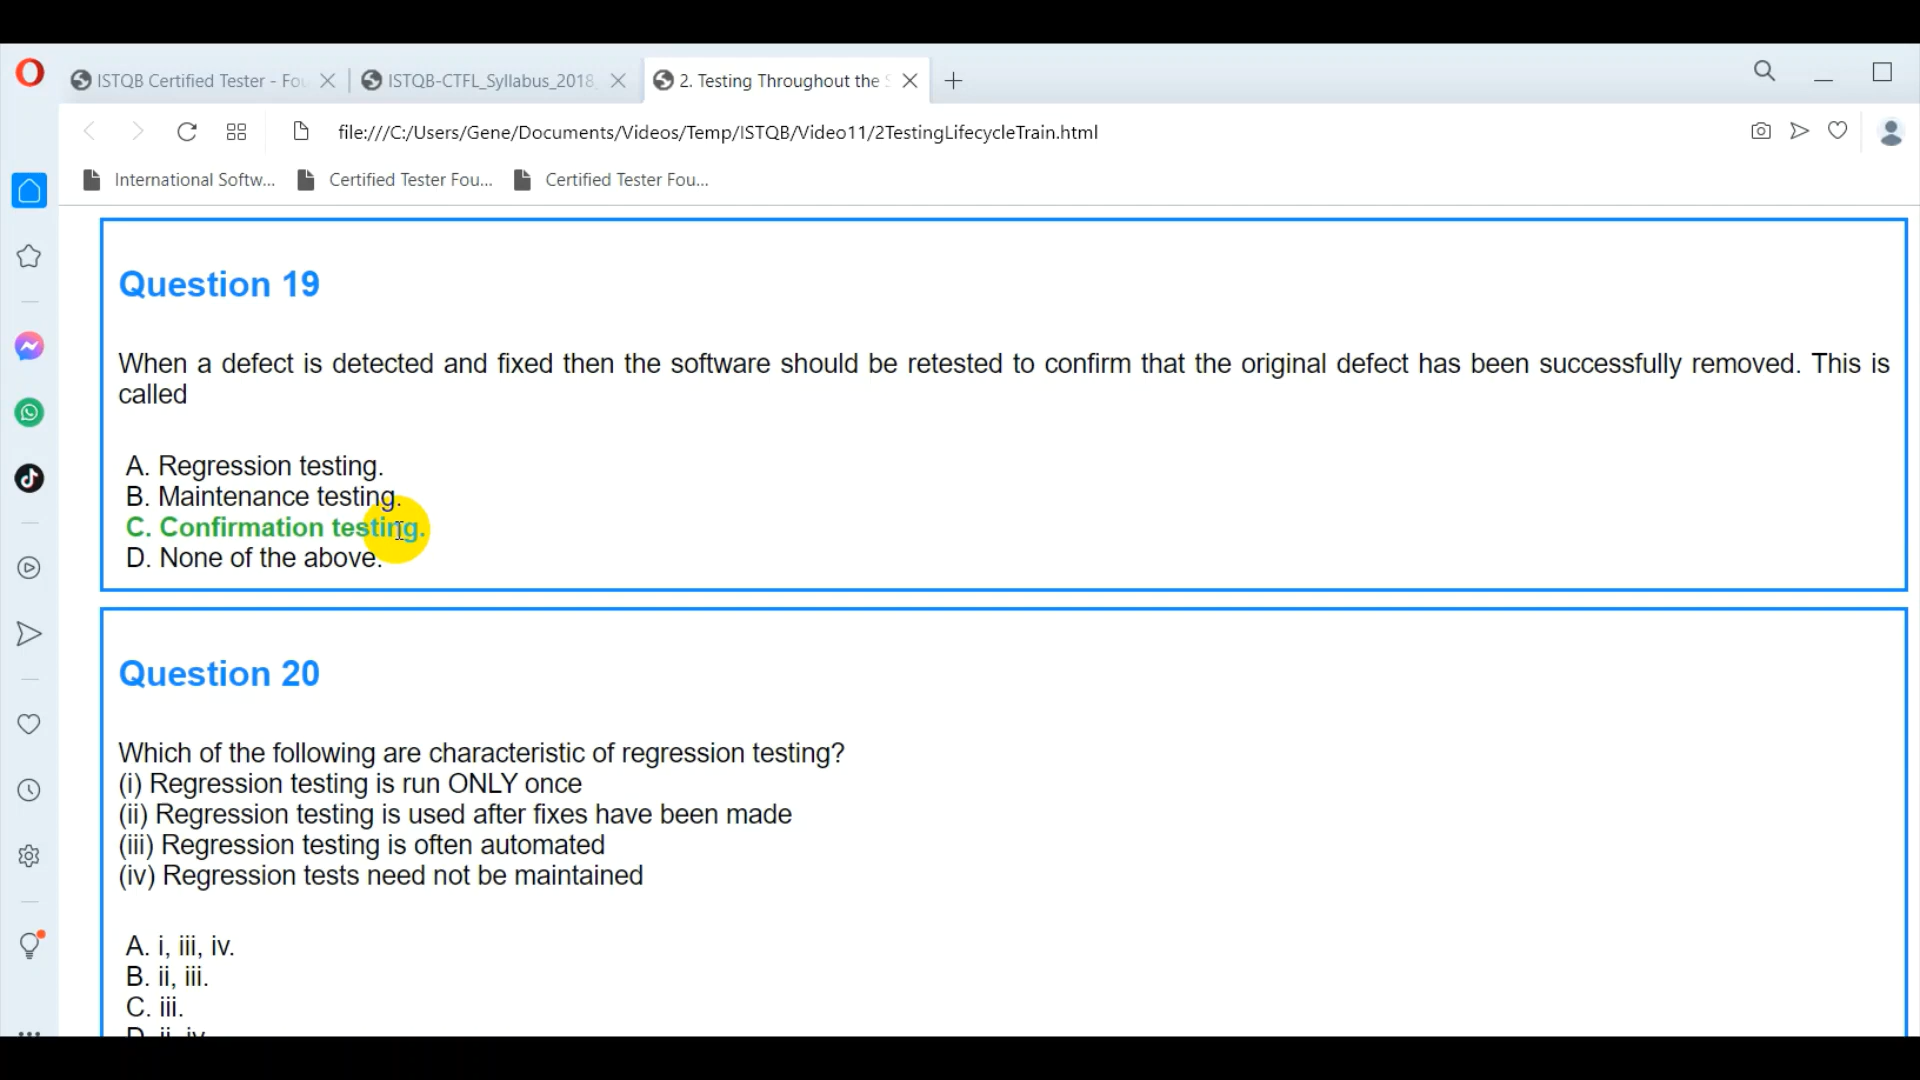 ISTQB Certified Tester - Fou
ISTQB-CTFL_Syllabus_2018_
2. Testing Throughout the S
file:///C:/Users/Gene/Documents/Videos/Temp/ISTQB/Video11/2TestingLifecycleTrain.html
International Softw...
Certified Tester Fou...
Certified Tester Fou...
Question 19
When a defect is detected and fixed then the software should be retested to confirm that the original defect has been successfully removed. This is
called
A. Regression testing.
B. Maintenance testing.
C. Confirmation testing.
D. None of the above.
Question 20
Which of the following are characteristic of regression testing?
(i) Regression testing is run ONLY once
(ii) Regression testing is used after fixes have been made
(iii) Regression testing is often automated
(iv) Regression tests need not be maintained
A. i, iii, iv.
B. ii, iii.
C. iii.
D. ii, iv.